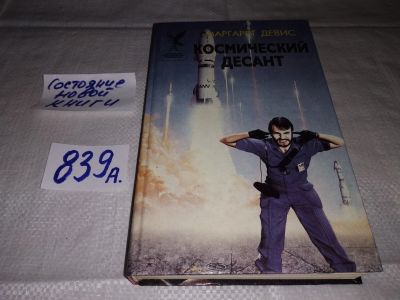 МАРГАРЕТ ДЕВИС
КОСМИЧЕСКИЙ
ДЕСАНТ
Состояние
новой
книги
839А.